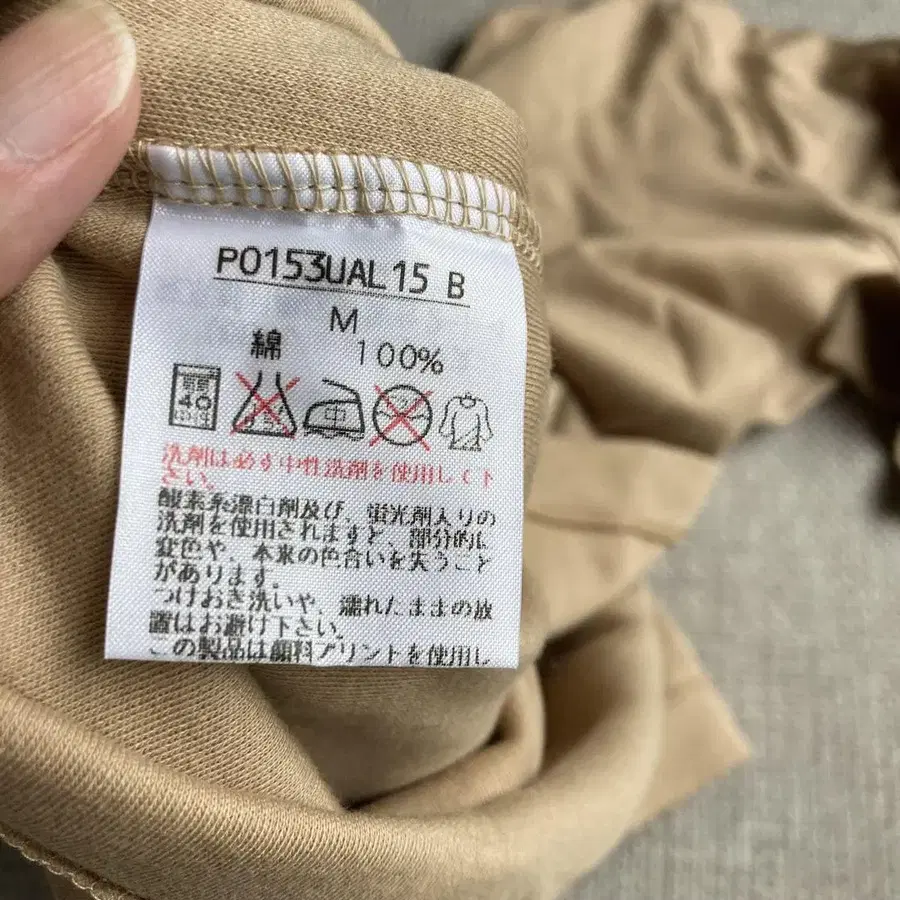 P0153UAL15 B
M
綿 100%
40
中
洗剤は必ず中性洗剤を使用して下
さい。
酸素系漂白剤及び、蛍光剤入りの
洗剤を使用されますと、部分的に
変色や、本来の色合いを失うこと
があります。
つけおき洗いや、濡れたままの放
置はお避け下さい。
この製品は顔料プリントを使用し